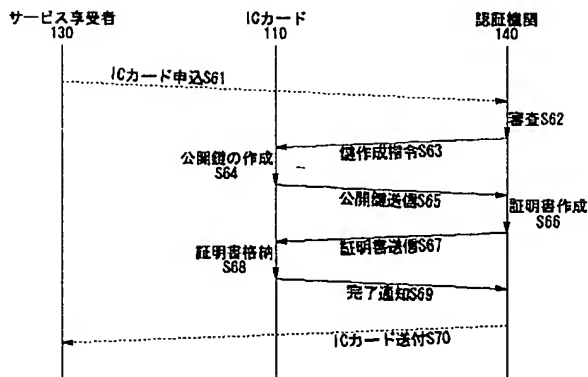 サービス享受者
130
ICカード
110
認証機関
140
ICカード申込S61
審査S62
鍵作成指令S63
公開鍵の作成
S64
公開鍵送信S65
証明書作成
S66
証明書送信S67
証明書格納
S68
完了通知S69
ICカード送付S70